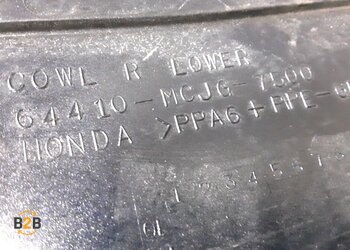 COWL R LOWER
64410-MCJG-7500
HONDA >PPA6+PPE-G
B2B